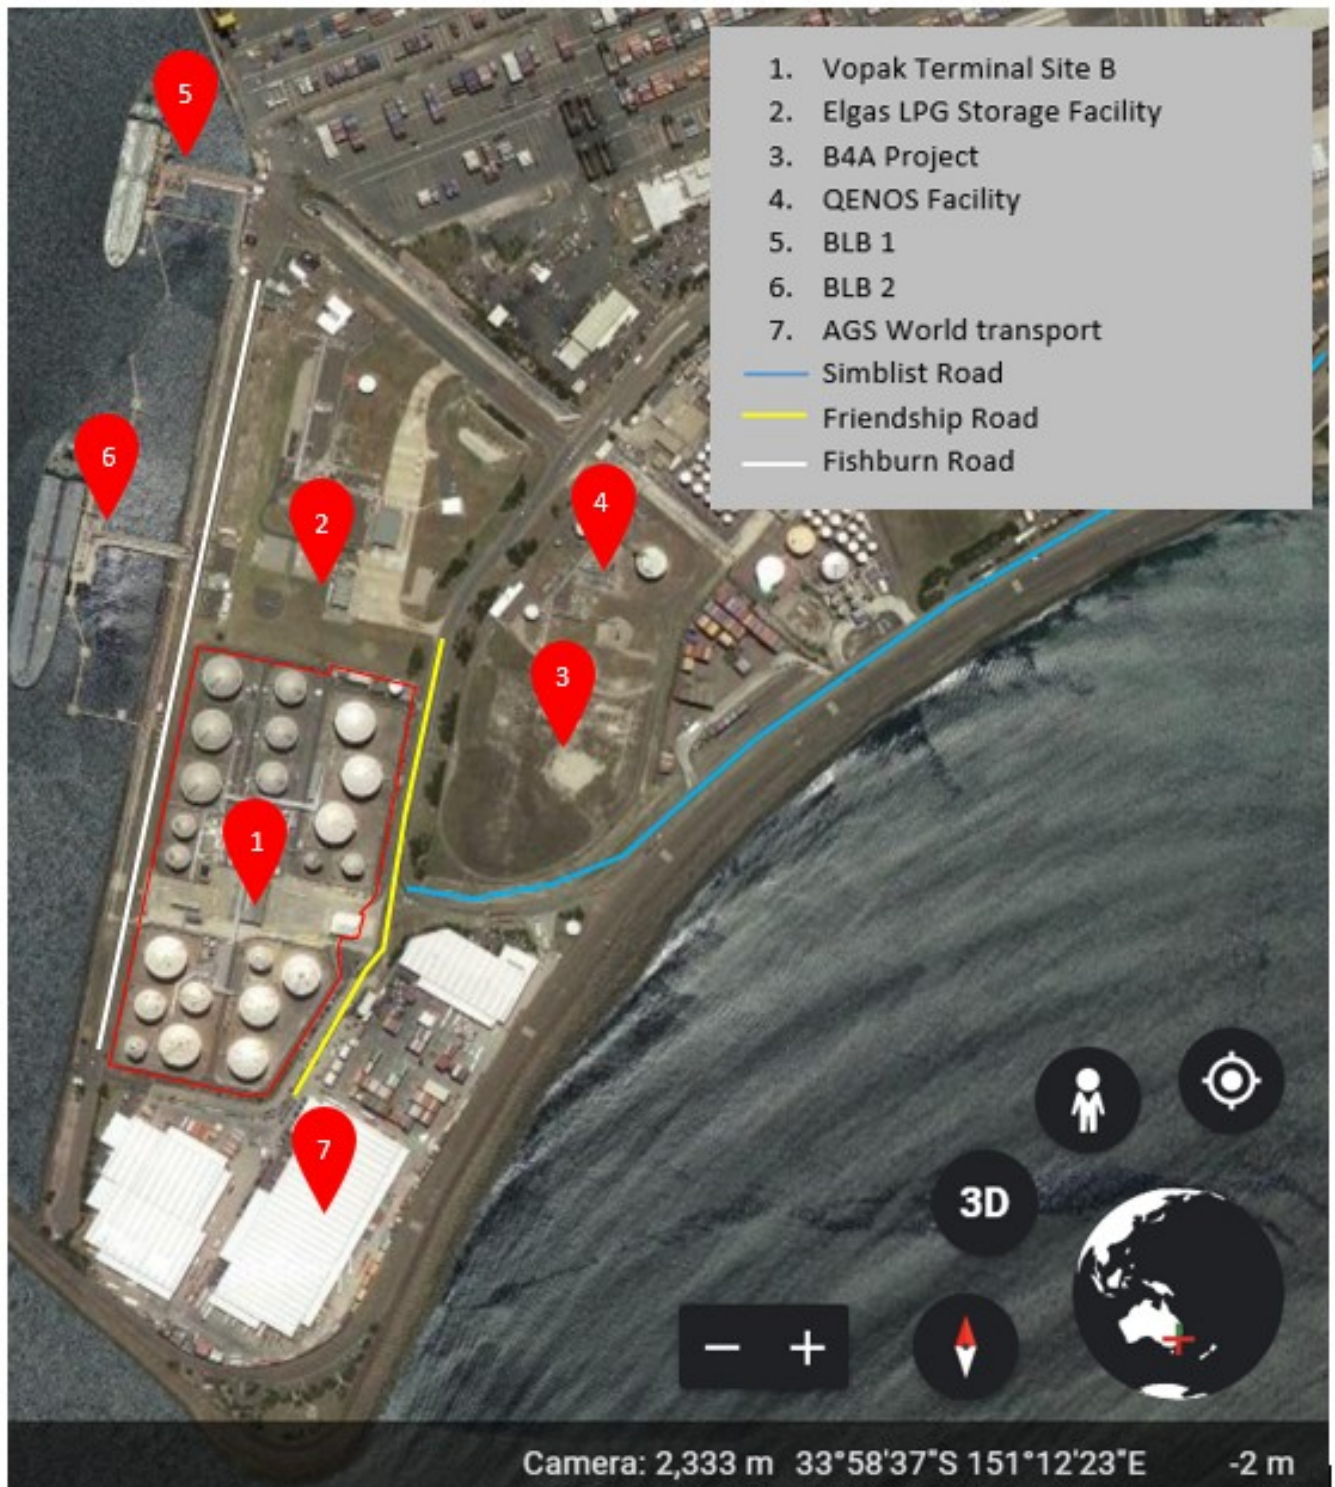 1. Vopak Terminal Site B
2. Elgas LPG Storage Facility
3. B4A Project
4. QENOS Facility
5. BLB 1
6. BLB 2
7. AGS World transport
Simblist Road
Friendship Road
Fishburn Road
5
6
2
4
3
1
7
3D
− +
Camera: 2,333 m 33°58'37"S 151°12'23"E -2 m